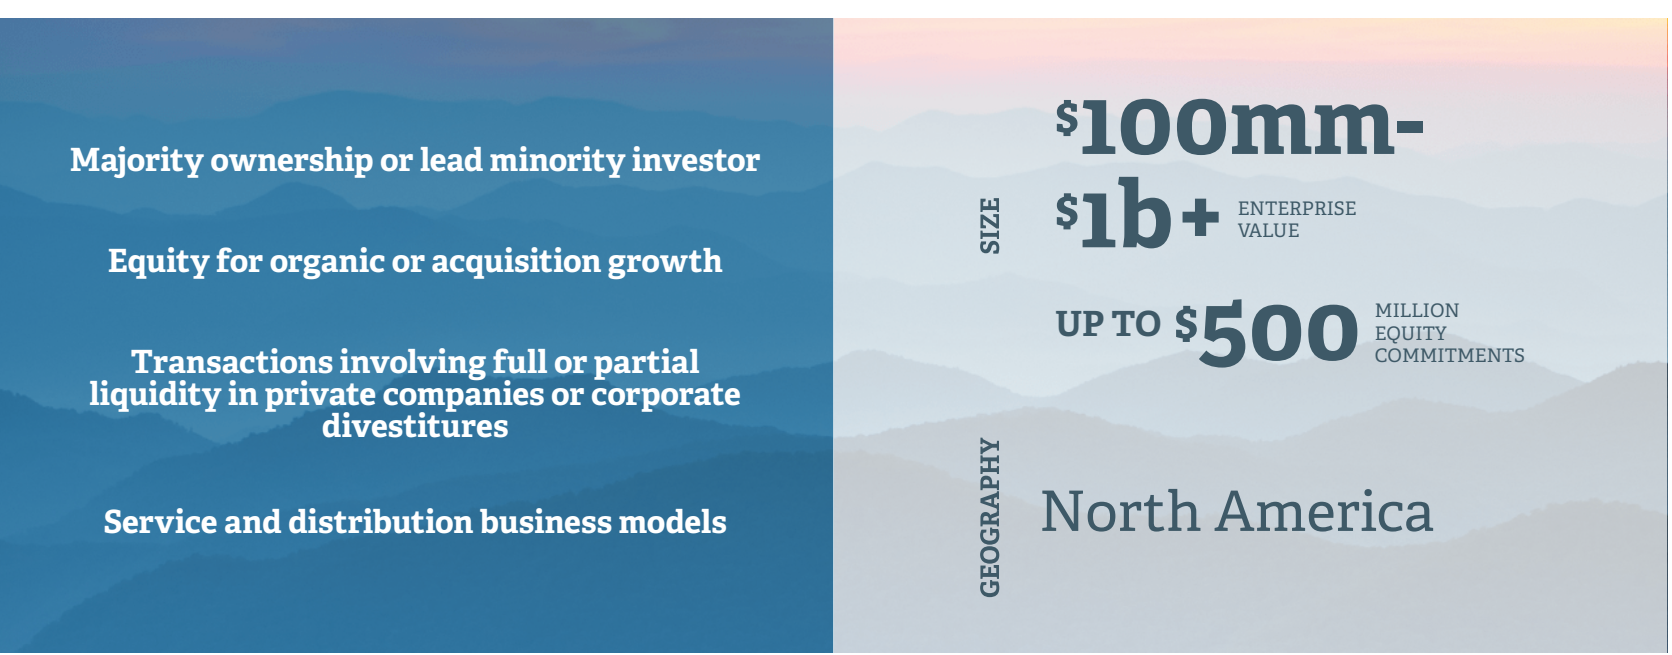 Majority ownership or lead minority investor
Equity for organic or acquisition growth
Transactions involving full or partial
liquidity in private companies or corporate
divestitures
Service and distribution business models
SIZE
$100mm-
$1b+ ENTERPRISE
VALUE
UP TO $500 MILLION
EQUITY
COMMITMENTS
GEOGRAPHY
North America